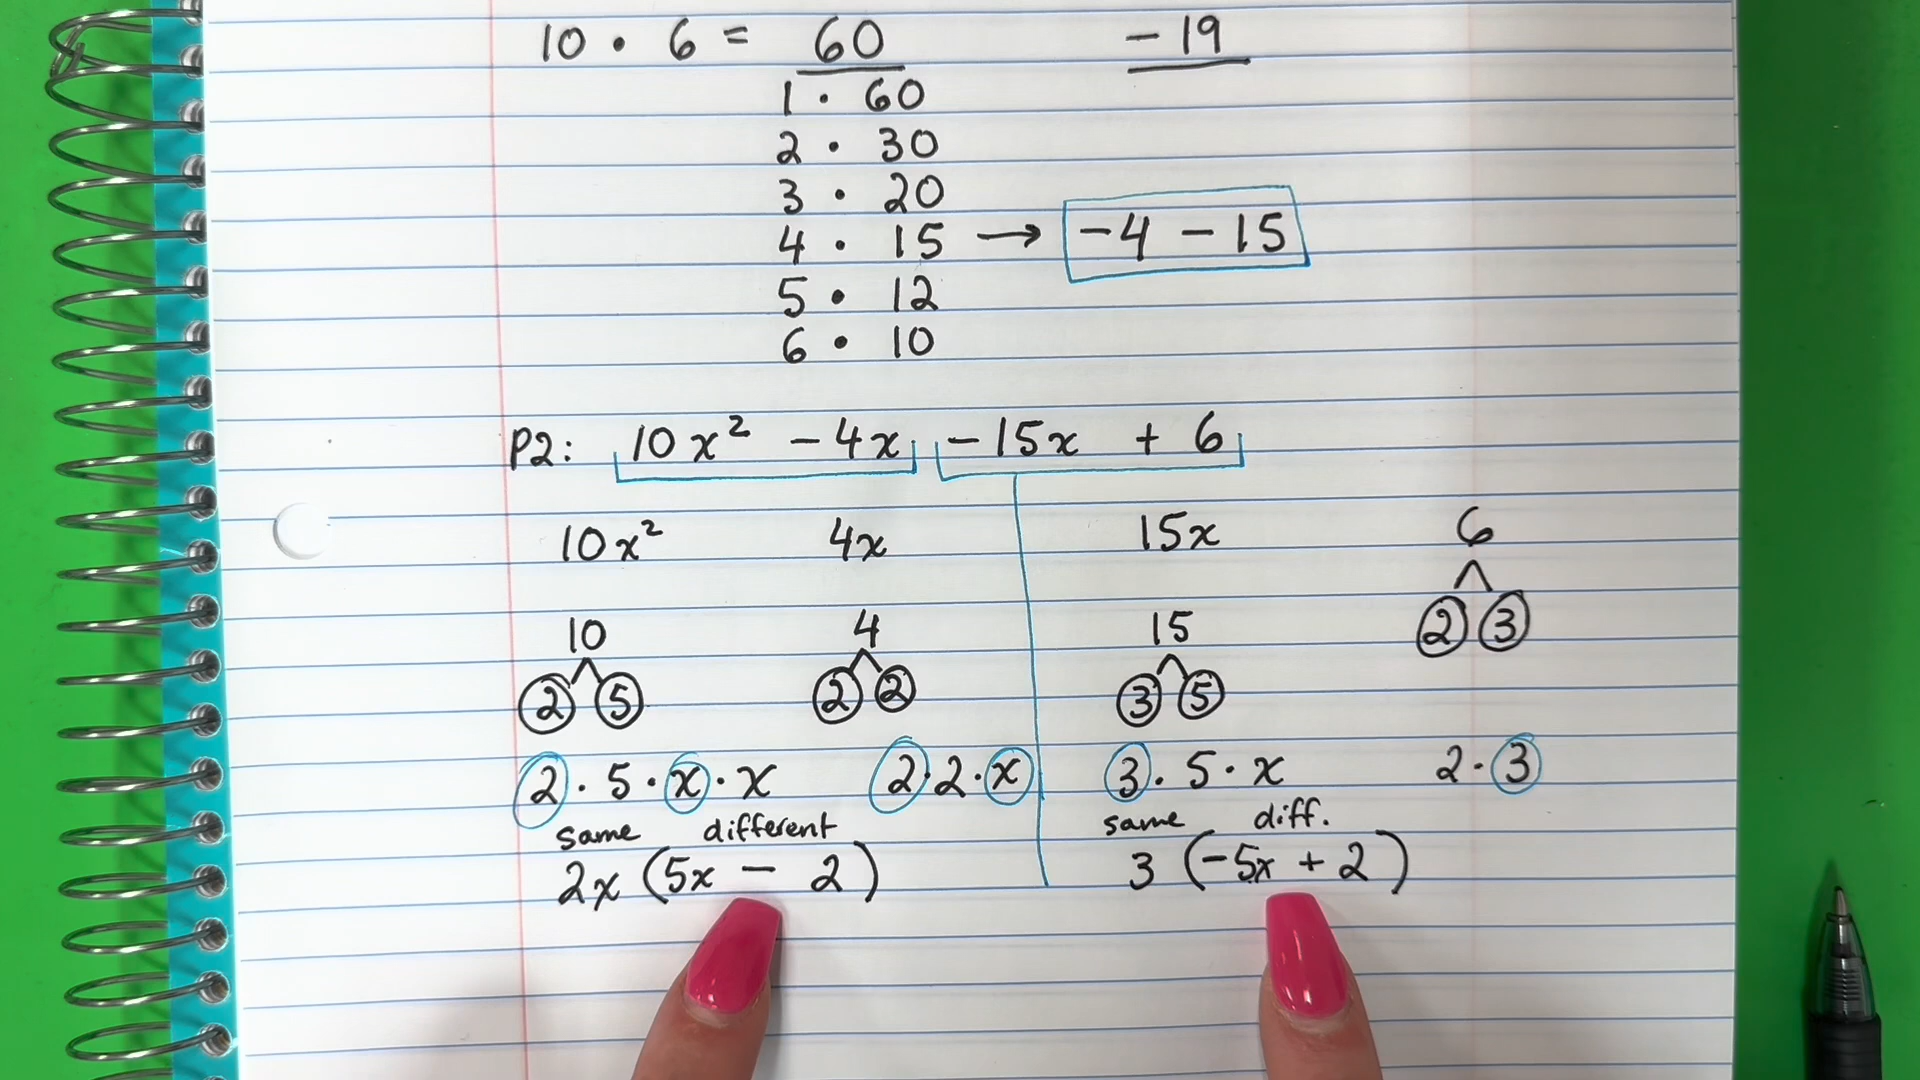 10 · 6 = 60 -19
1 · 60
2 · 30
3 · 20
4 · 15 → -4 -15
5 · 12
6 · 10
P2: 10x² -4x -15x + 6
10x² 4x 15x 6
2 3
10 4 15
2 5 2 2 3 5
2 · 5 · x · x 2 · 2 · x 3 · 5 · x 2 · 3
same different same diff.
2x (5x - 2) 3 (-5x + 2)